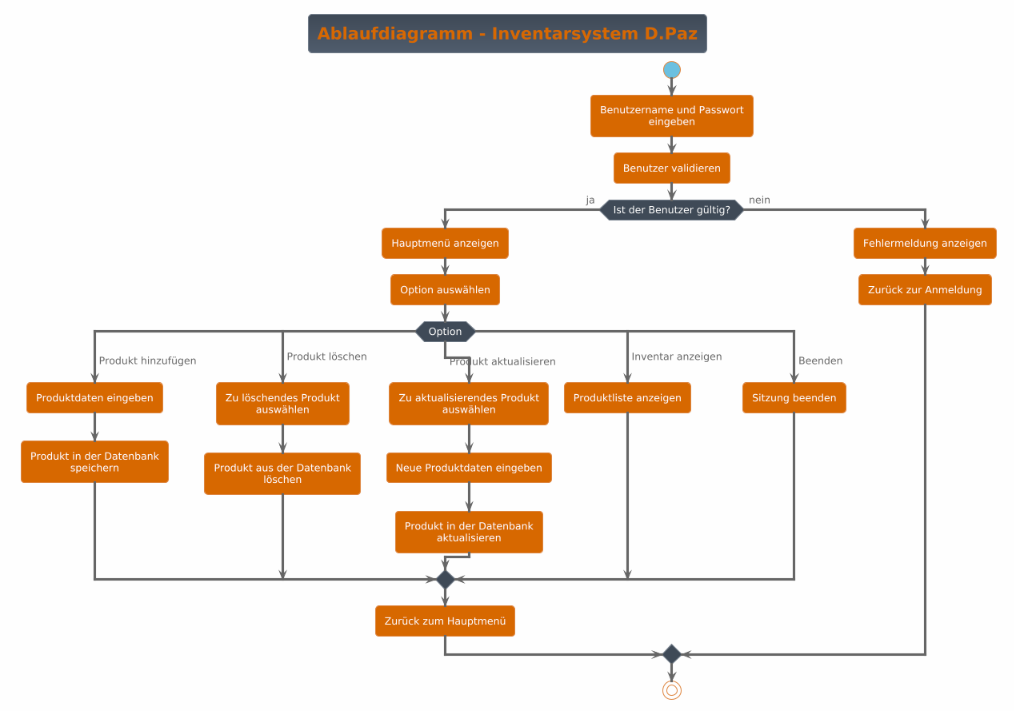 Ablaufdiagramm - Inventarsystem D.Paz
Benutzername und Passwort
eingeben
Benutzer validieren
ja
Ist der Benutzer gültig?
nein
Hauptmenü anzeigen
Fehlermeldung anzeigen
Option auswählen
Zurück zur Anmeldung
Option
Produkt hinzufügen
Produkt löschen
Produkt aktualisieren
Inventar anzeigen
Beenden
Produktdaten eingeben
Zu löschendes Produkt
auswählen
Zu aktualisierendes Produkt
auswählen
Produktliste anzeigen
Sitzung beenden
Produkt in der Datenbank
speichern
Produkt aus der Datenbank
löschen
Neue Produktdaten eingeben
Produkt in der Datenbank
aktualisieren
Zurück zum Hauptmenü